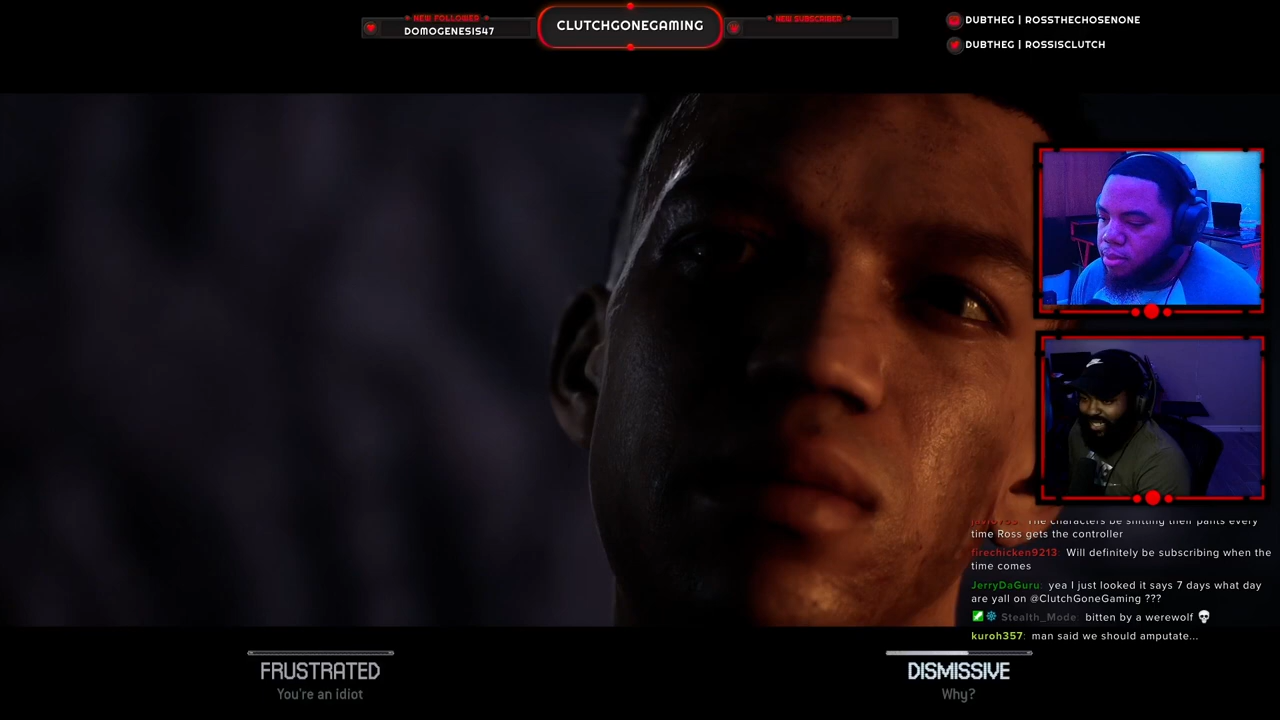 NEW FOLLOWER
DOMOGENESIS47
CLUTCHGONEGAMING
NEW SUBSCRIBER
DUBTHEG | ROSSTHECHOSENONE
DUBTHEG | ROSSISCLUTCH
The characters be shitting their pants every
time Ross gets the controller
firechicken9213: Will definitely be subscribing when the
time comes
JerryDaGuru: yea I just looked it says 7 days what day
are yall on @ClutchGoneGaming ???
Stealth_Mode: bitten by a werewolf 💀
kuroh357: man said we should amputate...
FRUSTRATED
You're an idiot
DISMISSIVE
Why?